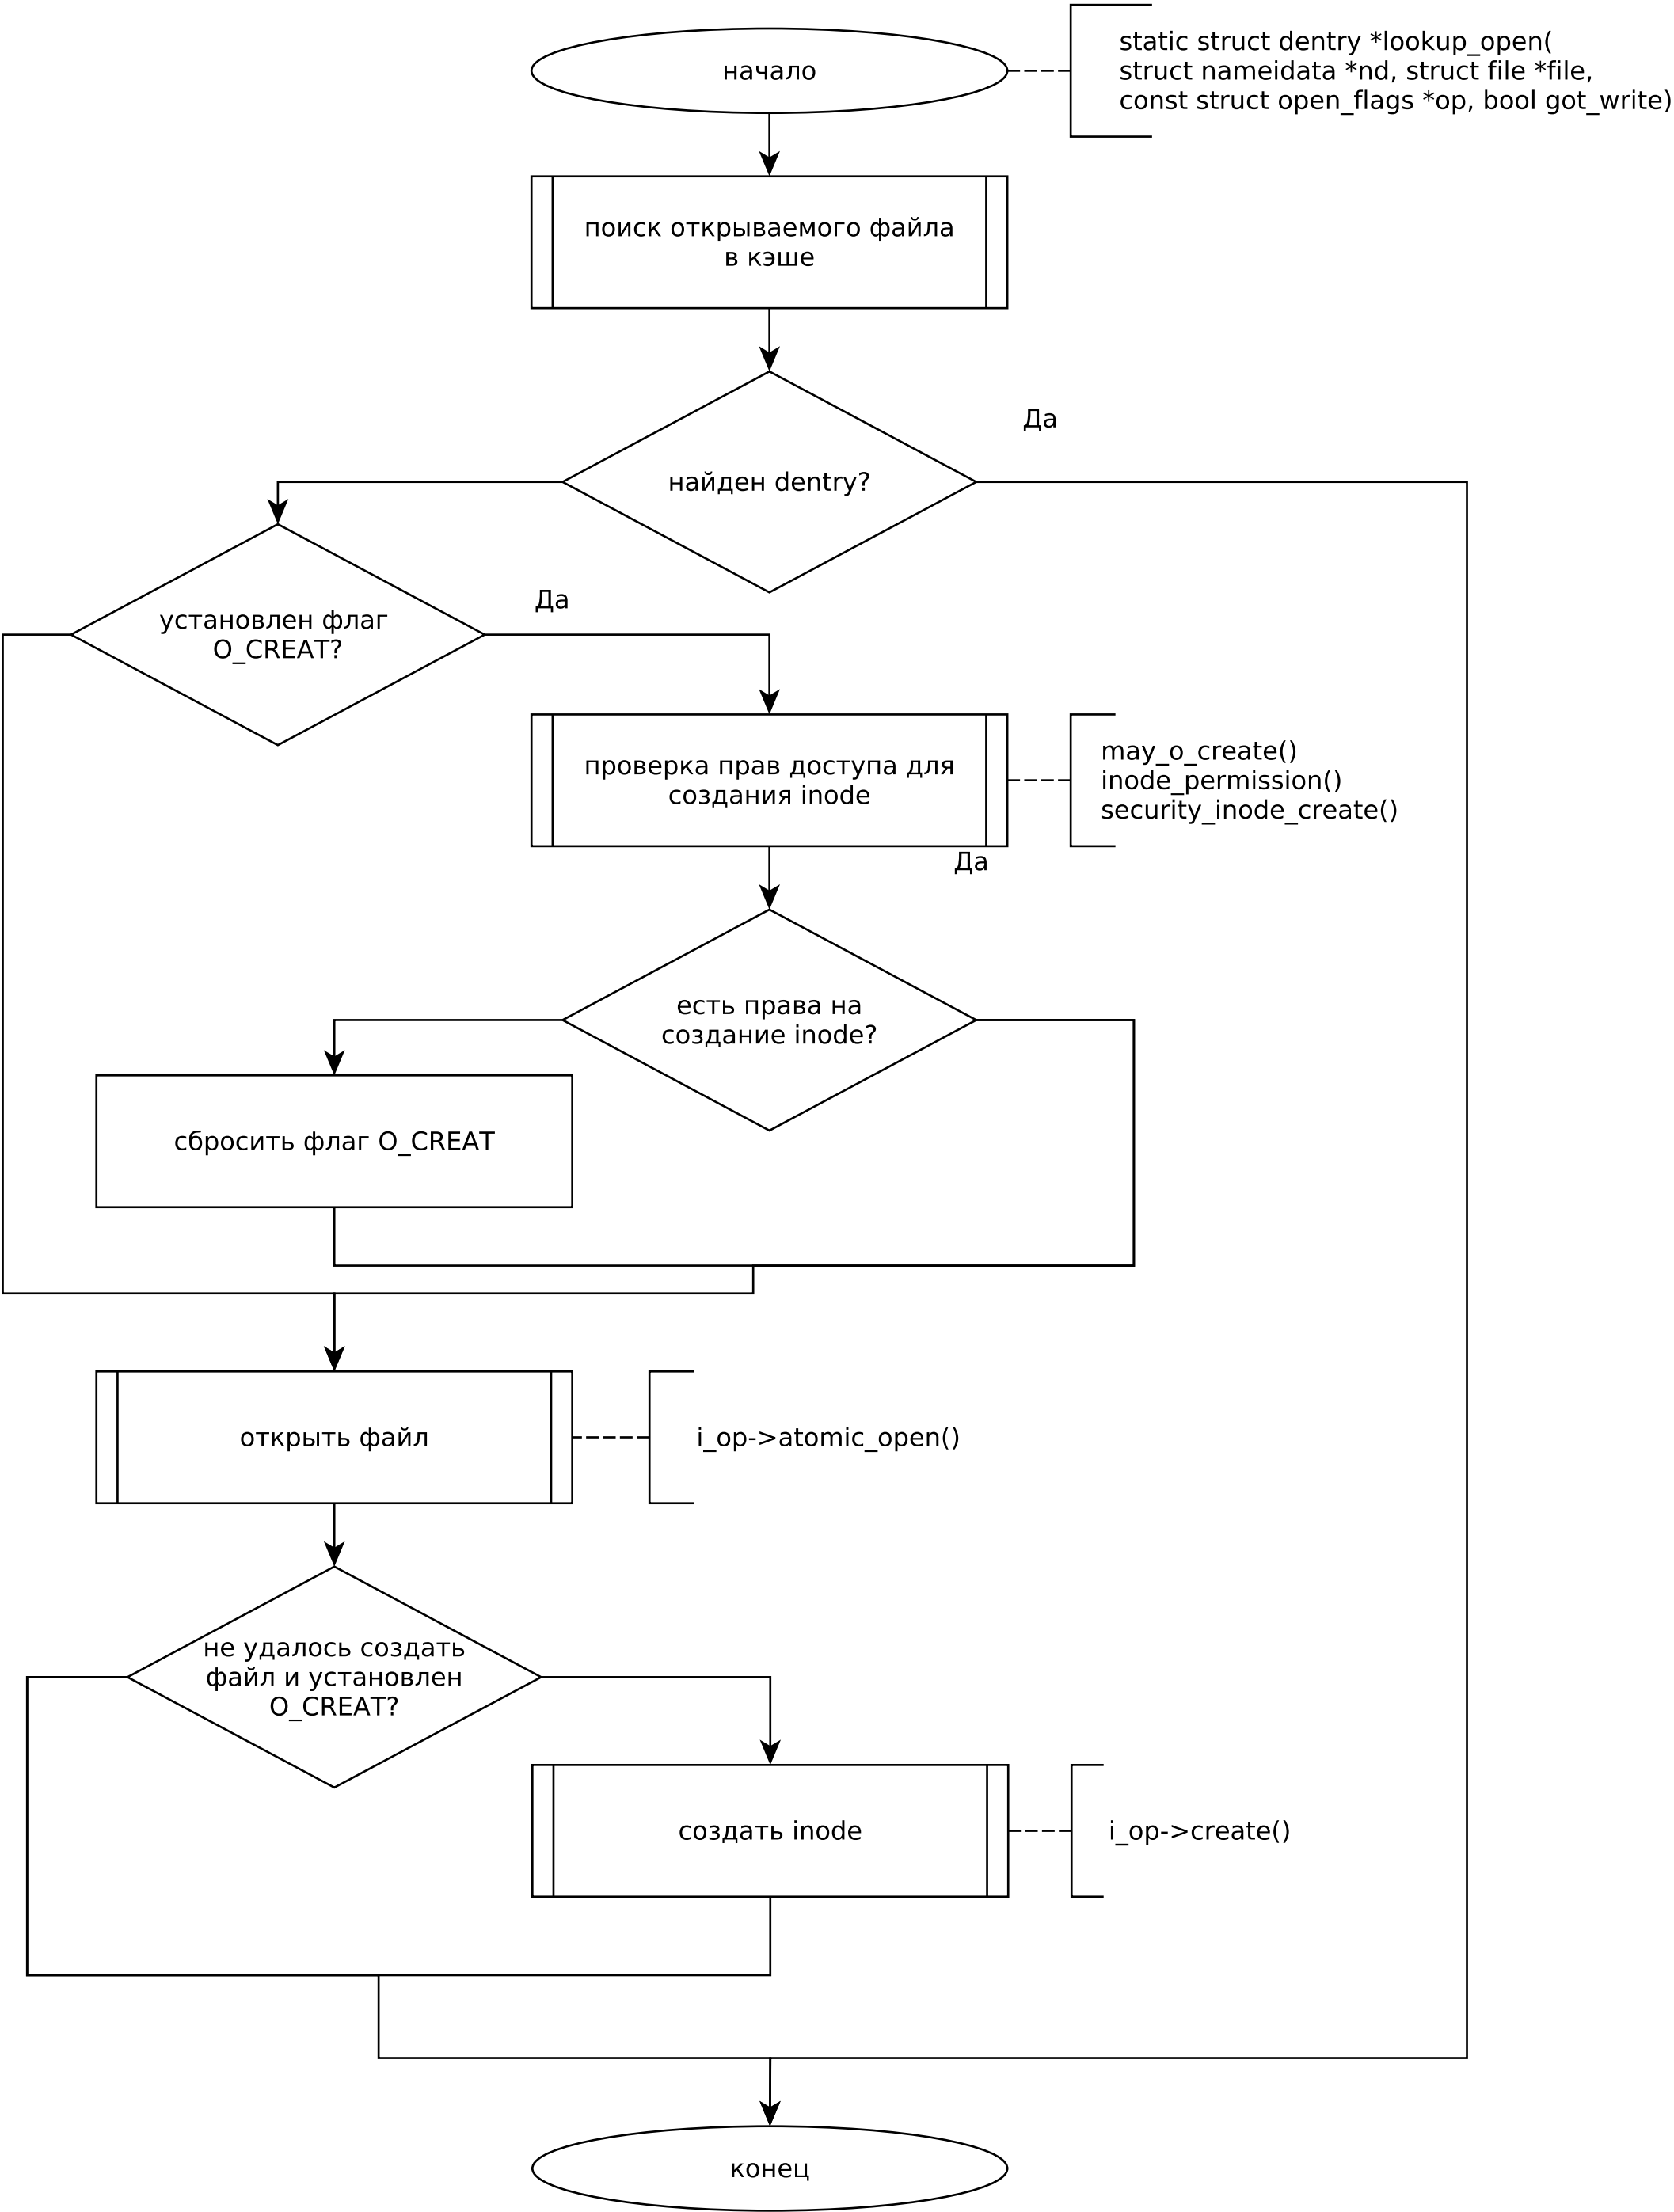 начало
static struct dentry *lookup_open(
struct nameidata *nd, struct file *file,
const struct open_flags *op, bool got_write)
поиск открываемого файла
в кэше
Да
найден dentry?
Да
установлен флаг
O_CREAT?
проверка прав доступа для
создания inode
may_o_create()
inode_permission()
security_inode_create()
Да
есть права на
создание inode?
сбросить флаг O_CREAT
открыть файл
i_op->atomic_open()
не удалось создать
файл и установлен
O_CREAT?
создать inode
i_op->create()
конец